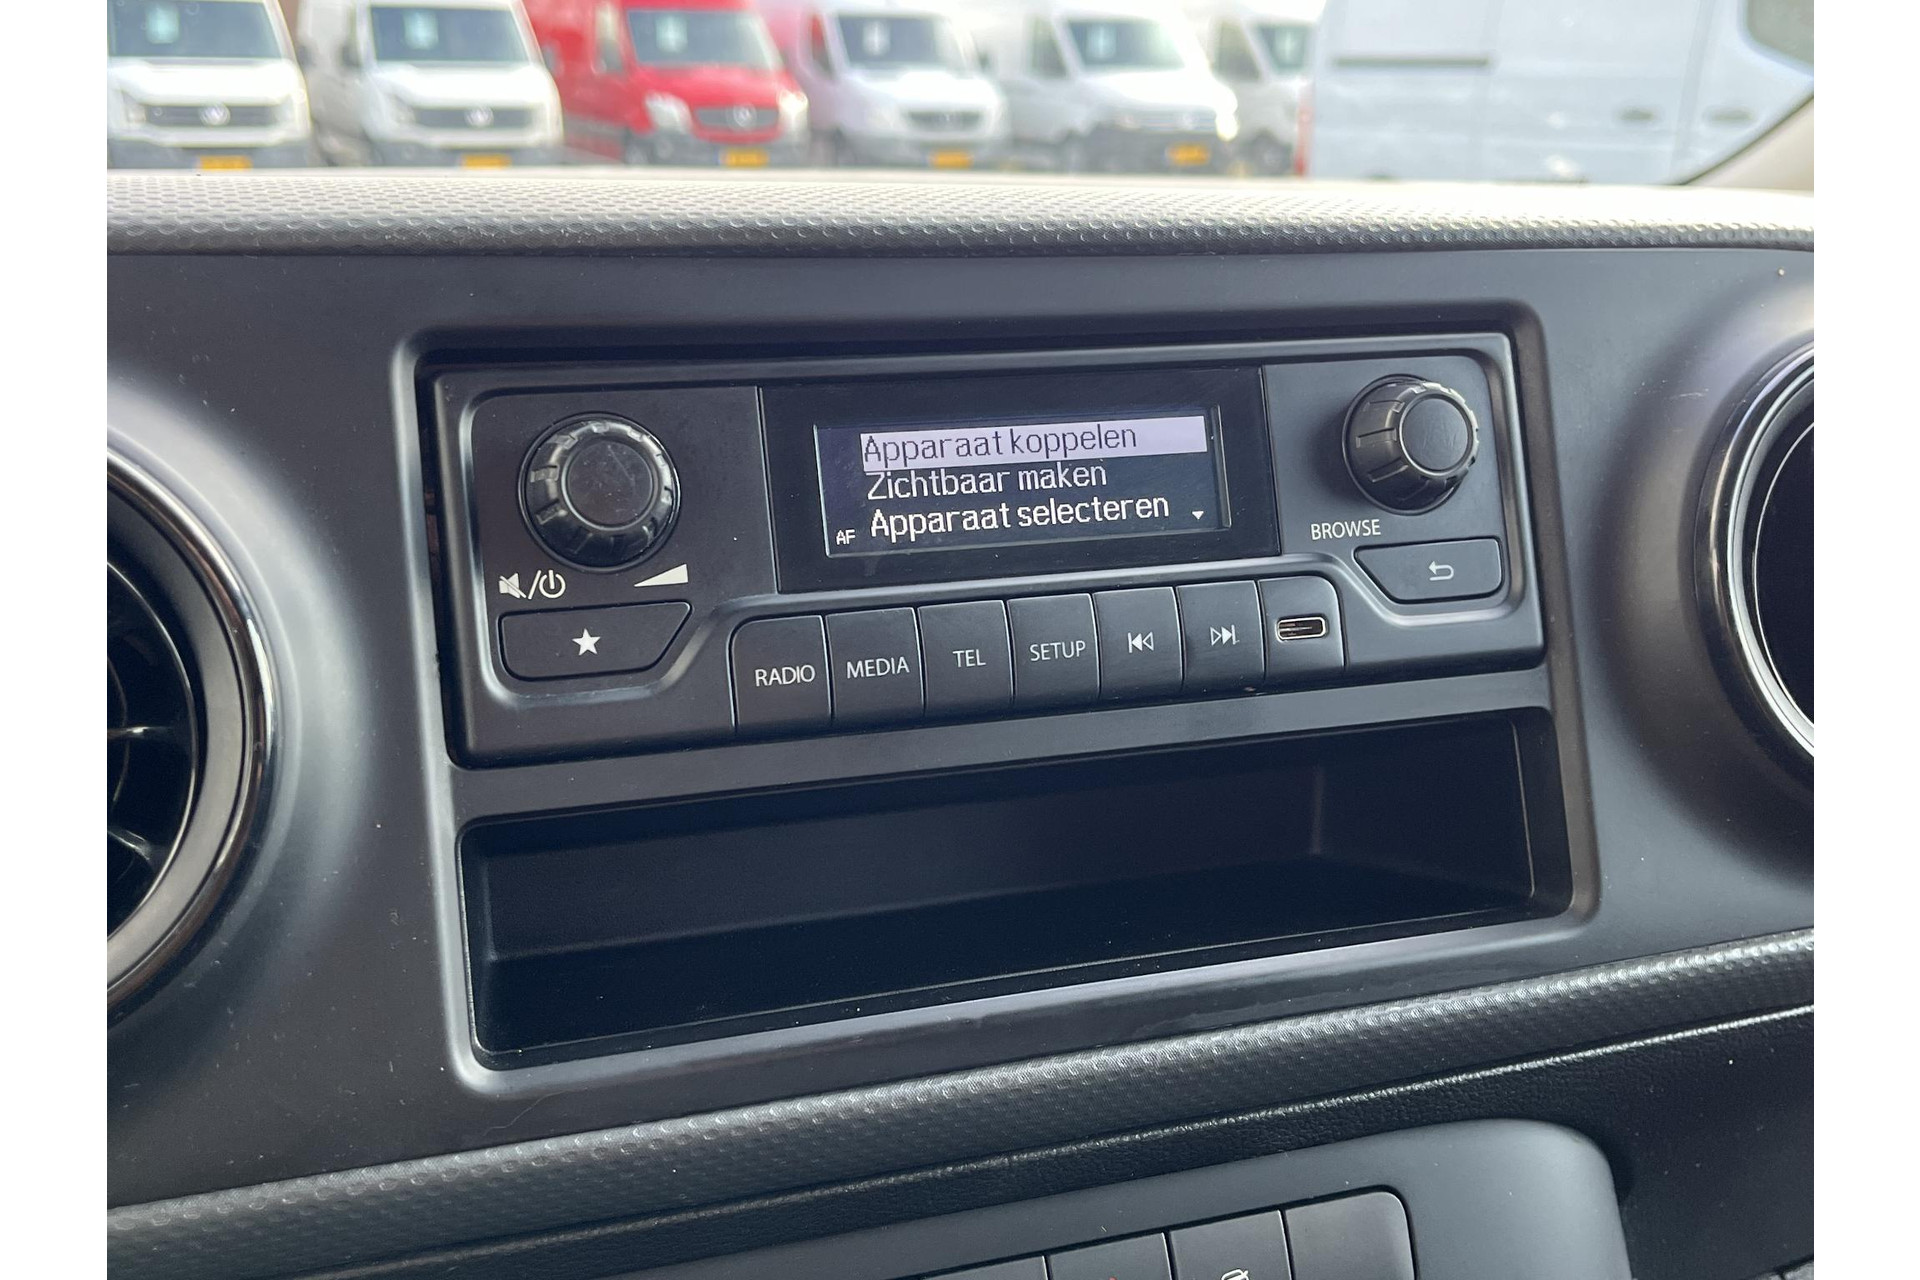 Apparaat koppelen
Zichtbaar maken
Apparaat selecteren
AF
BROWSE
RADIO
MEDIA
TEL
SETUP